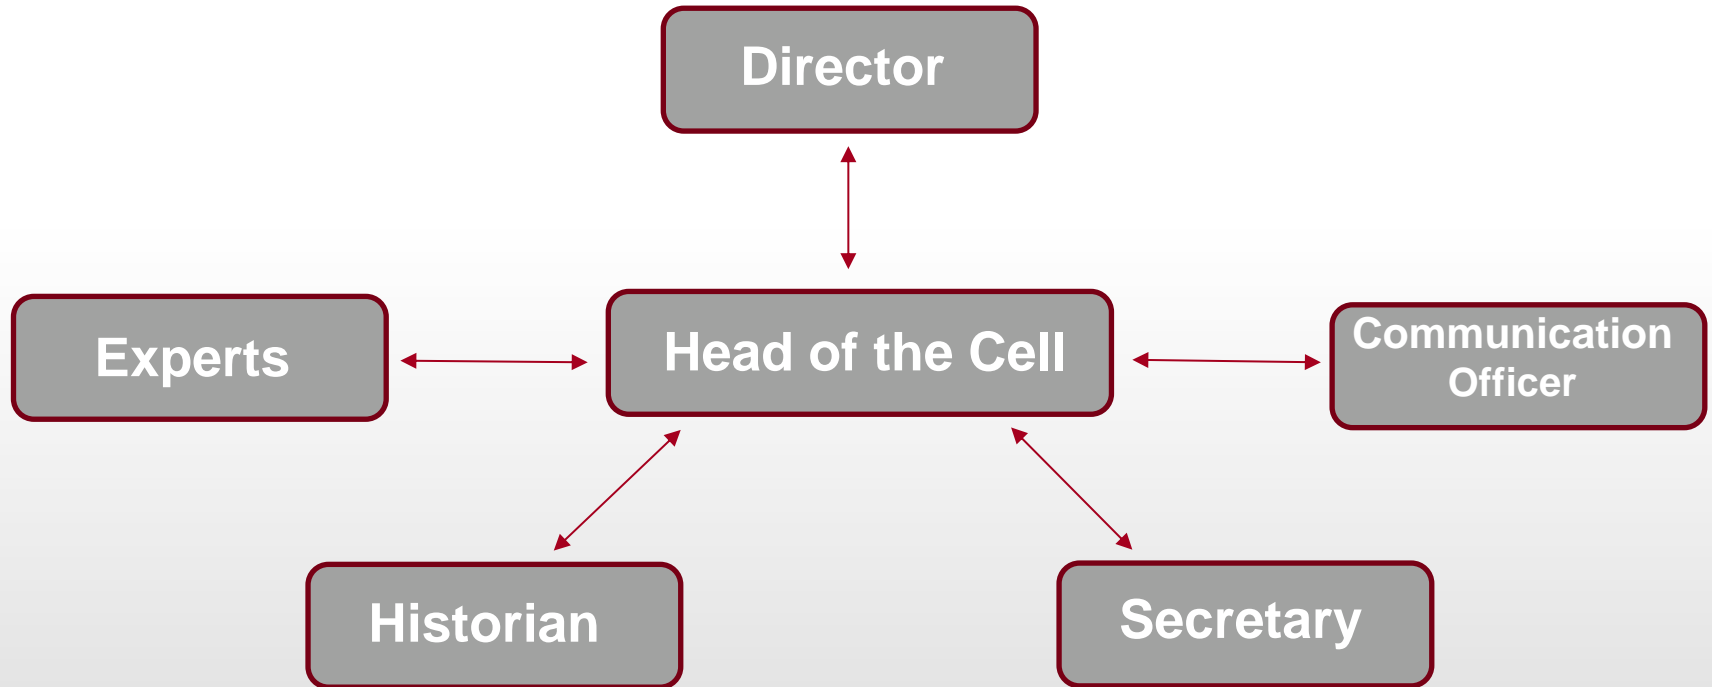 Director
Experts
Head of the Cell
Communication
Officer
Historian
Secretary